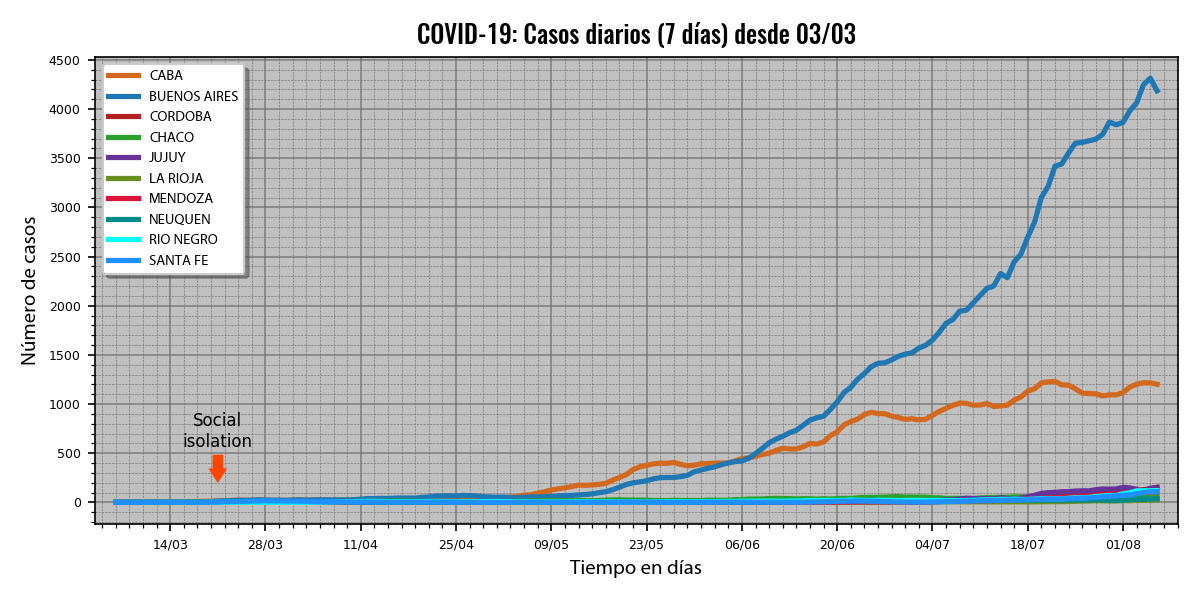 COVID-19: Casos diarios (7 días) desde 03/03
4500
4000
3500
3000
2500
2000
1500
1000
500
0
Número de casos
CABA
BUENOS AIRES
CORDOBA
CHACO
JUJUY
LA RIOJA
MENDOZA
NEUQUEN
RIO NEGRO
SANTA FE
Social
isolation
14/03 28/03 11/04 25/04 09/05 23/05 06/06 20/06 04/07 18/07 01/08
Tiempo en días